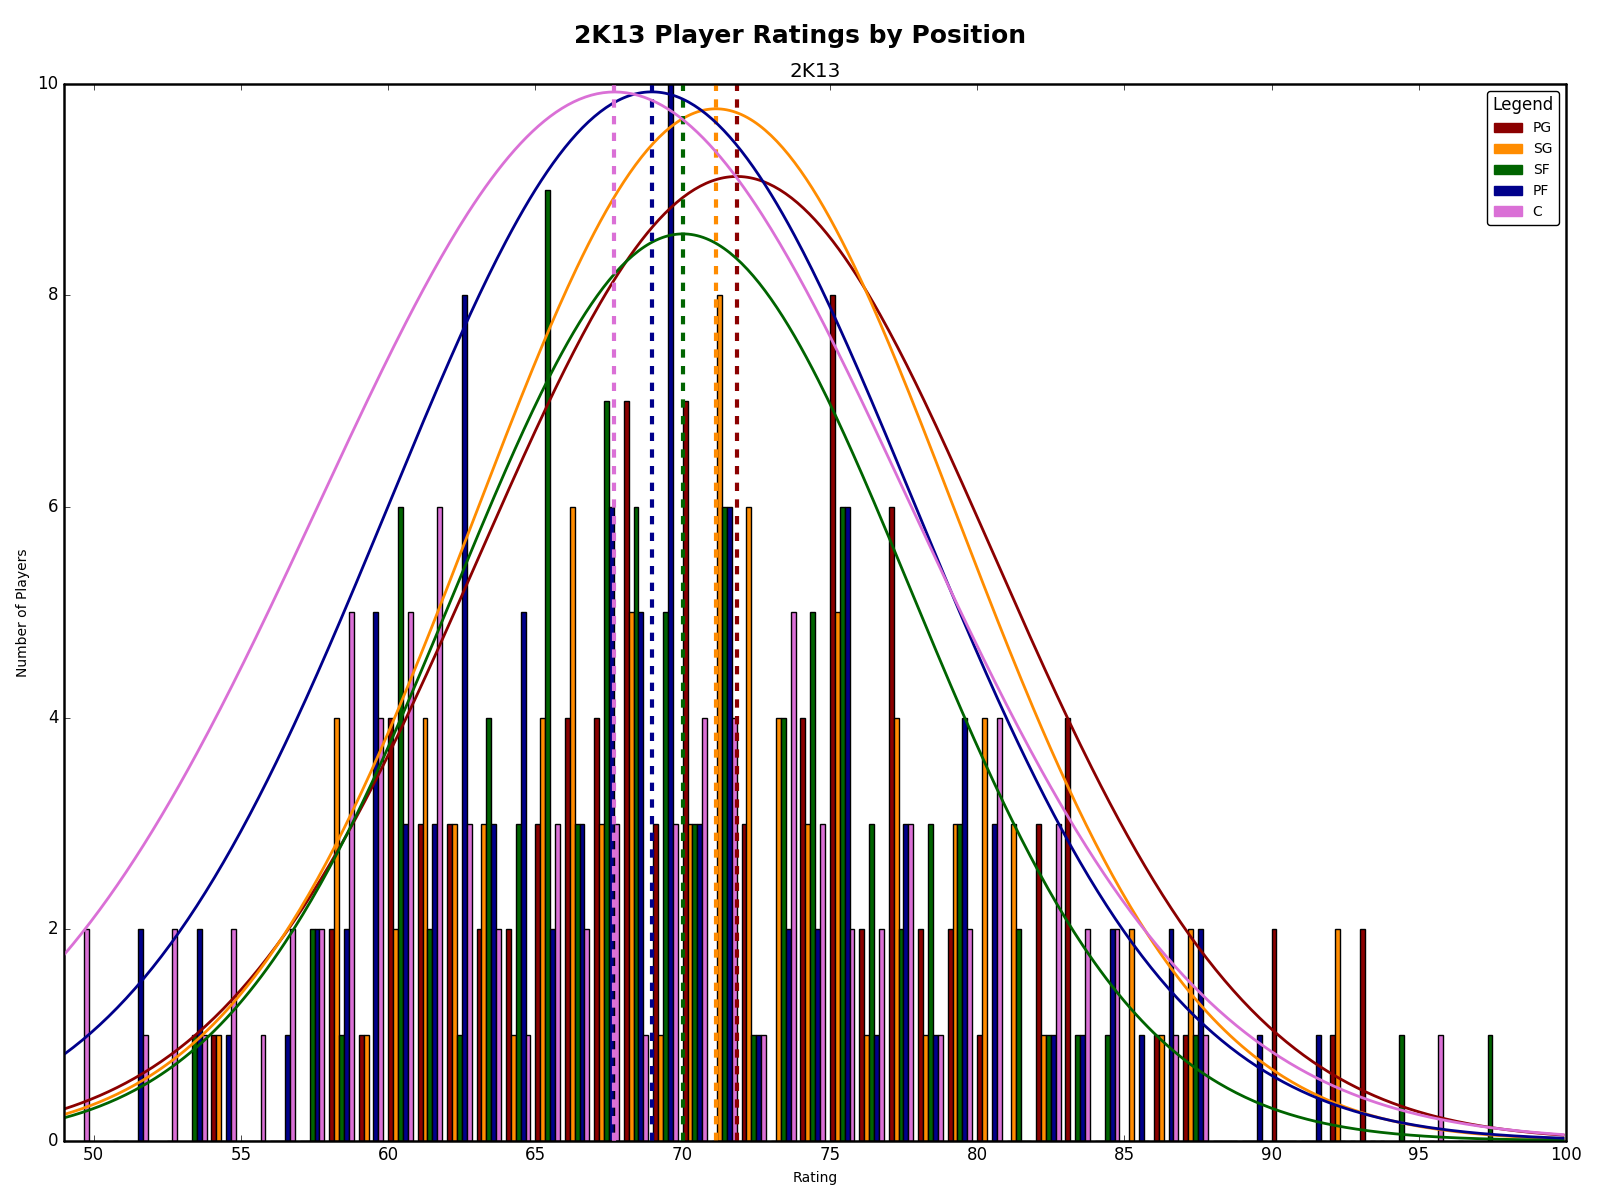 2K13 Player Ratings by Position
2K13
10
8
6
4
2
0
Number of Players
Legend
PG
SG
SF
PF
C
50 55 60 65 70 75 80 85 90 95 100
Rating